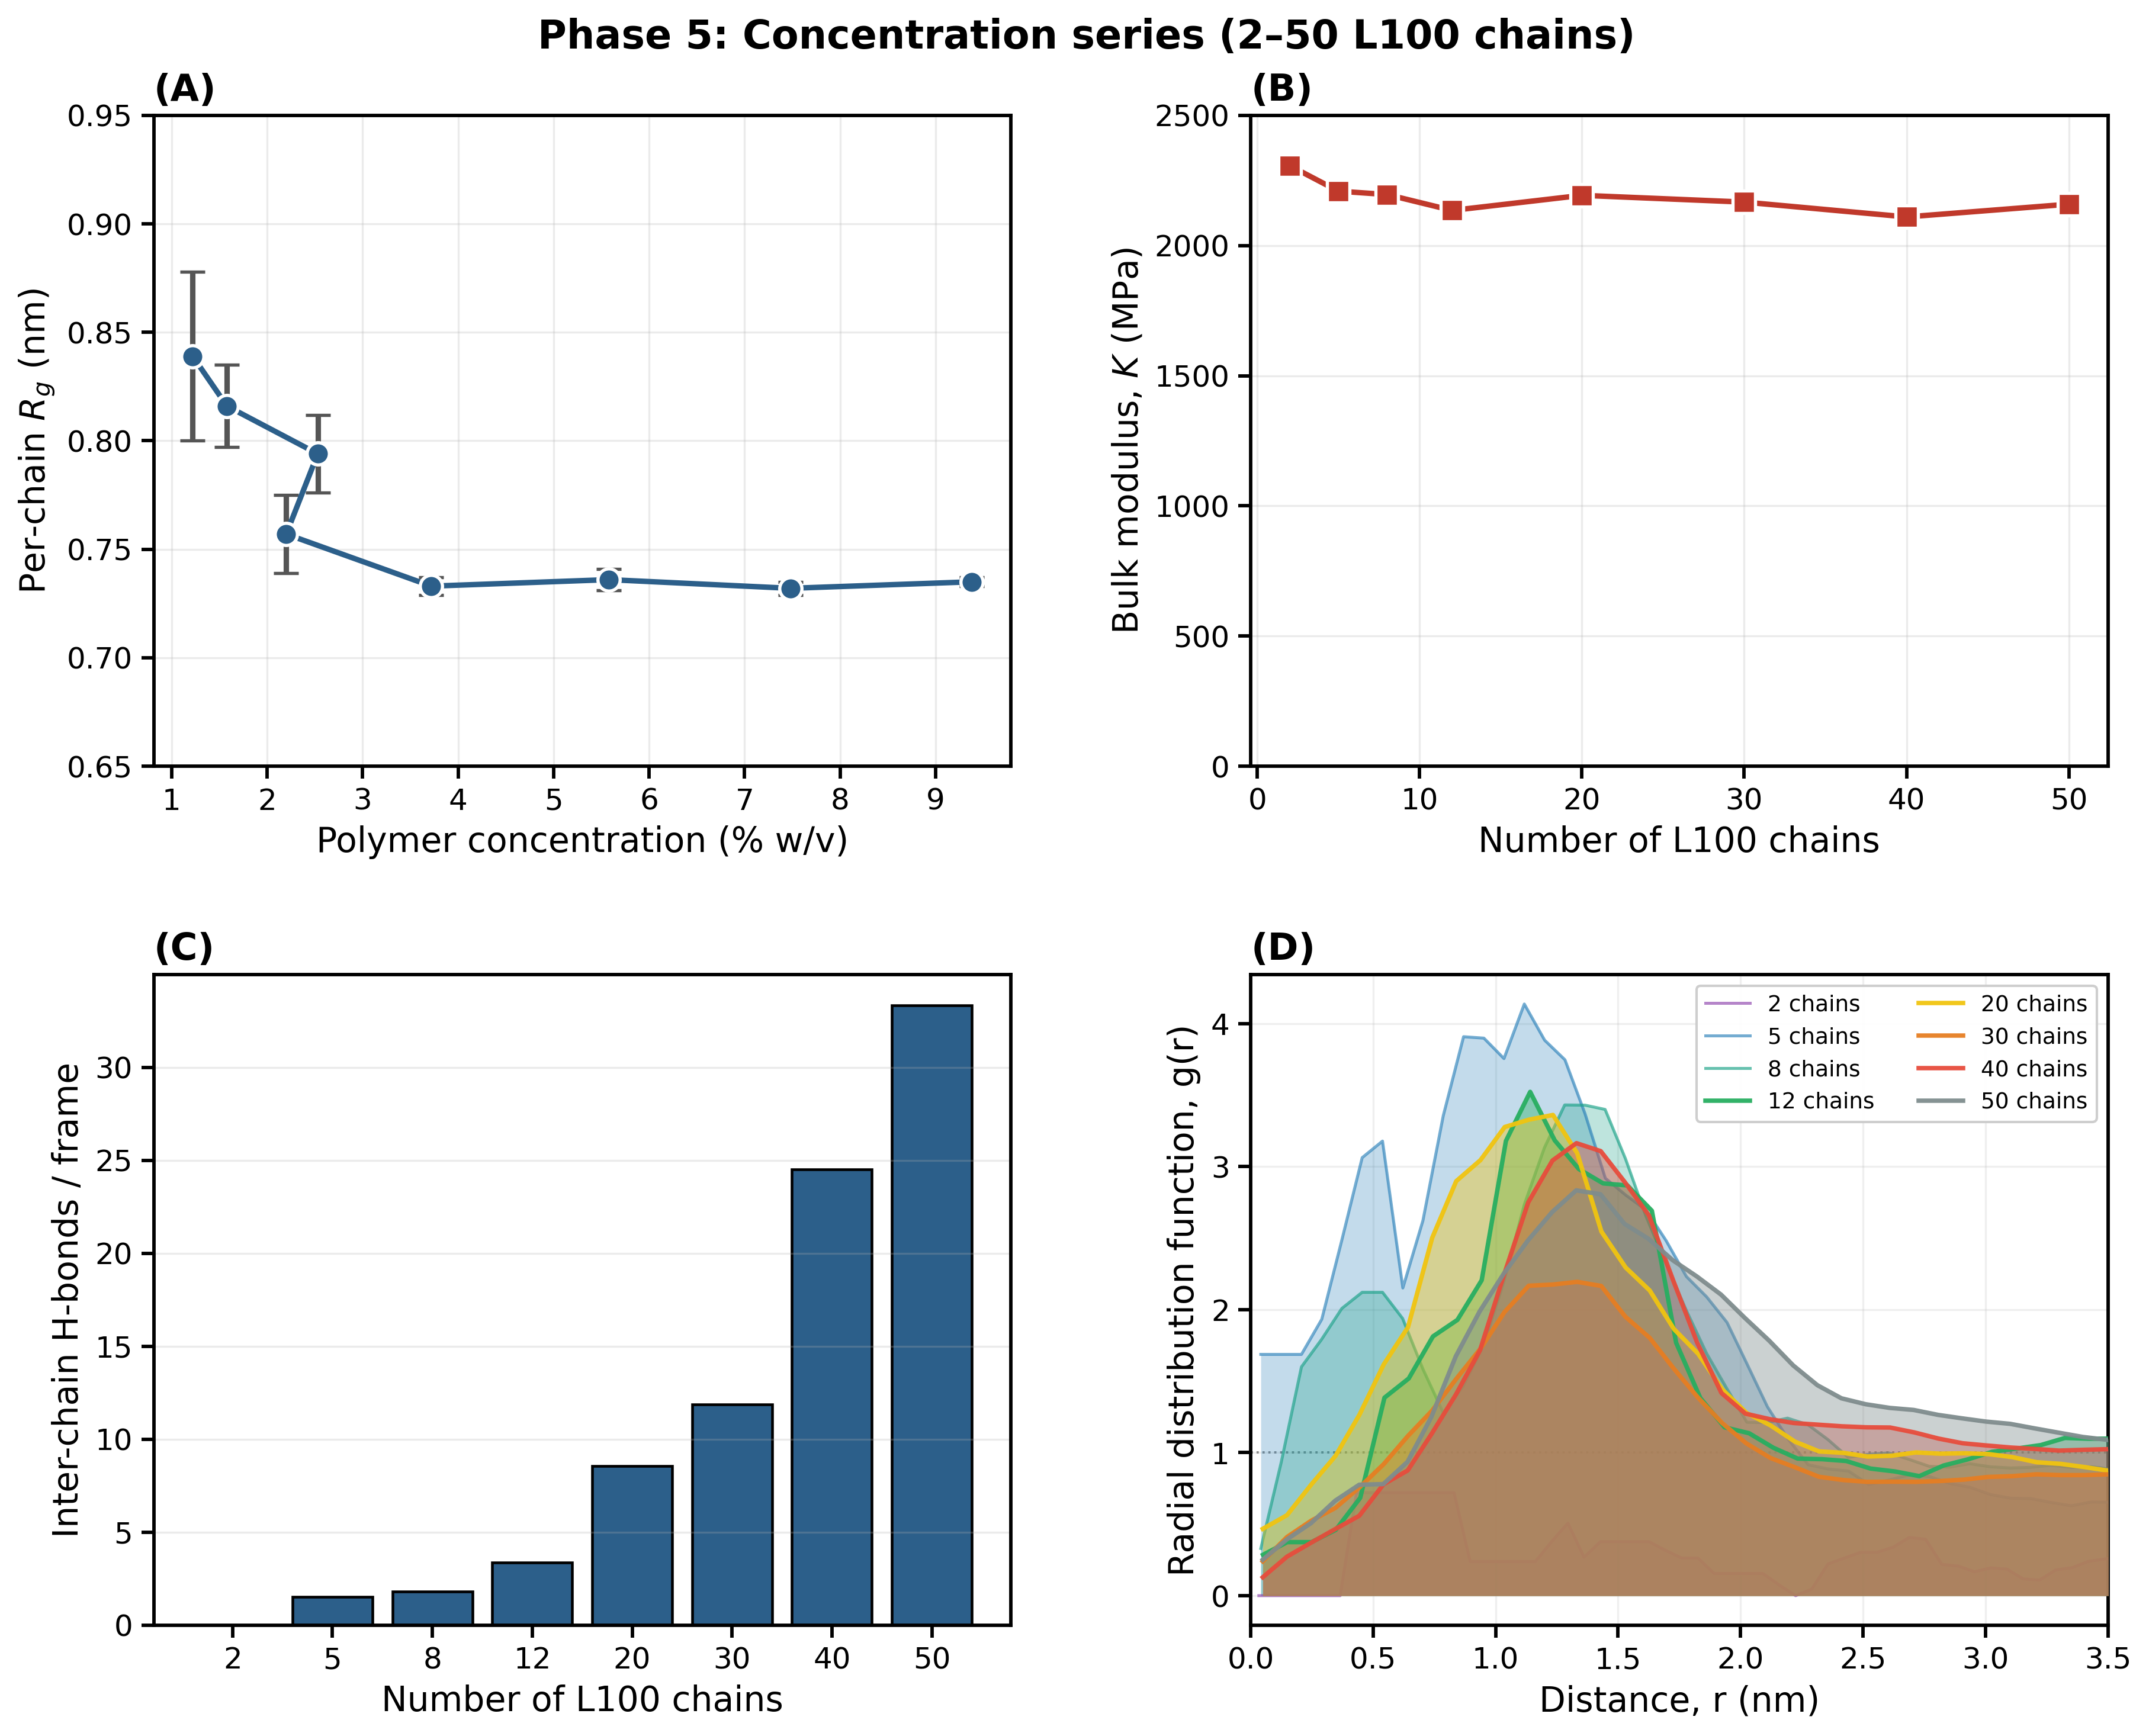 Phase 5: Concentration series (2–50 L100 chains)
(A)
0.95
0.90
0.85
0.80
0.75
0.70
0.65
Per-chain Rg (nm)
1 2 3 4 5 6 7 8 9
Polymer concentration (% w/v)
(B)
2500
2000
1500
1000
500
0
Bulk modulus, K (MPa)
0 10 20 30 40 50
Number of L100 chains
(C)
30
25
20
15
10
5
0
Inter-chain H-bonds / frame
2 5 8 12 20 30 40 50
Number of L100 chains
(D)
4
3
2
1
0
Radial distribution function, g(r)
2 chains
5 chains
8 chains
12 chains
20 chains
30 chains
40 chains
50 chains
0.0 0.5 1.0 1.5 2.0 2.5 3.0 3.5
Distance, r (nm)